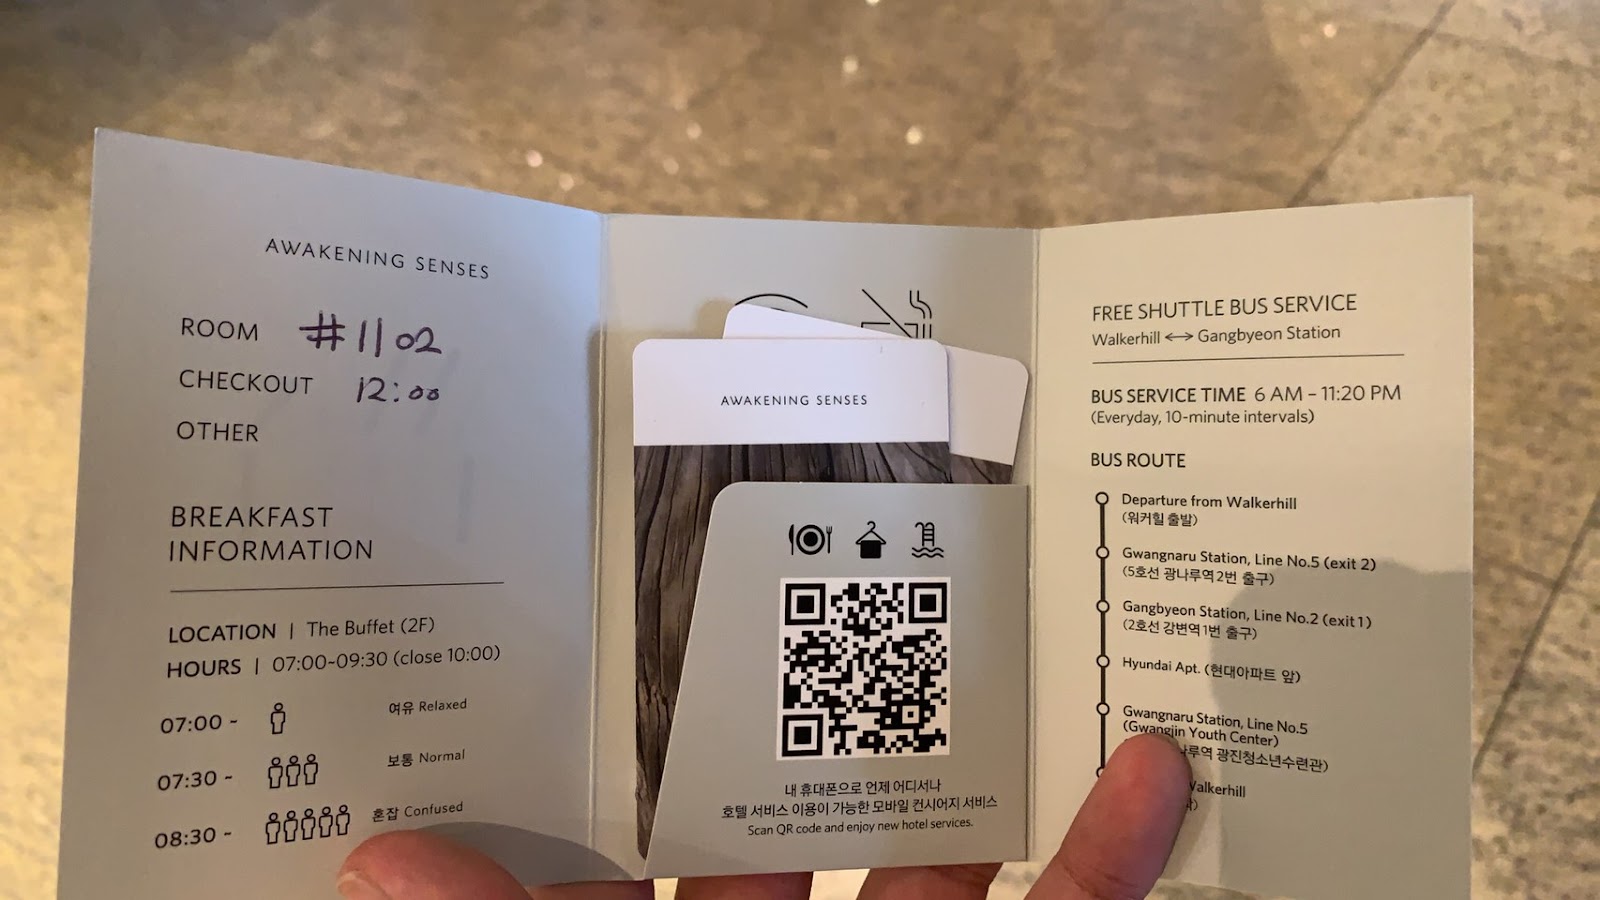 AWAKENING SENSES
ROOM #1102
CHECKOUT 12:00
OTHER
BREAKFAST
INFORMATION
LOCATION | The Buffet (2F)
HOURS | 07:00~09:30 (close 10:00)
07:00 ~ 여유 Relaxed
07:30 ~ 보통 Normal
08:30 ~ 혼잡 Confused
AWAKENING SENSES
내 휴대폰으로 언제 어디서나
호텔 서비스 이용이 가능한 모바일 컨시어지 서비스
Scan QR code and enjoy new hotel services.
FREE SHUTTLE BUS SERVICE
Walkerhill ↔ Gangbyeon Station
BUS SERVICE TIME 6 AM – 11:20 PM
(Everyday, 10-minute intervals)
BUS ROUTE
Departure from Walkerhill
(워커힐 출발)
Gwangnaru Station, Line No.5 (exit 2)
(5호선 광나루역 2번 출구)
Gangbyeon Station, Line No.2 (exit 1)
(2호선 강변역 1번 출구)
Hyundai Apt. (현대아파트 앞)
Gwangnaru Station, Line No.5
(Gwangjin Youth Center)
나루역 광진청소년수련관)
Walkerhill